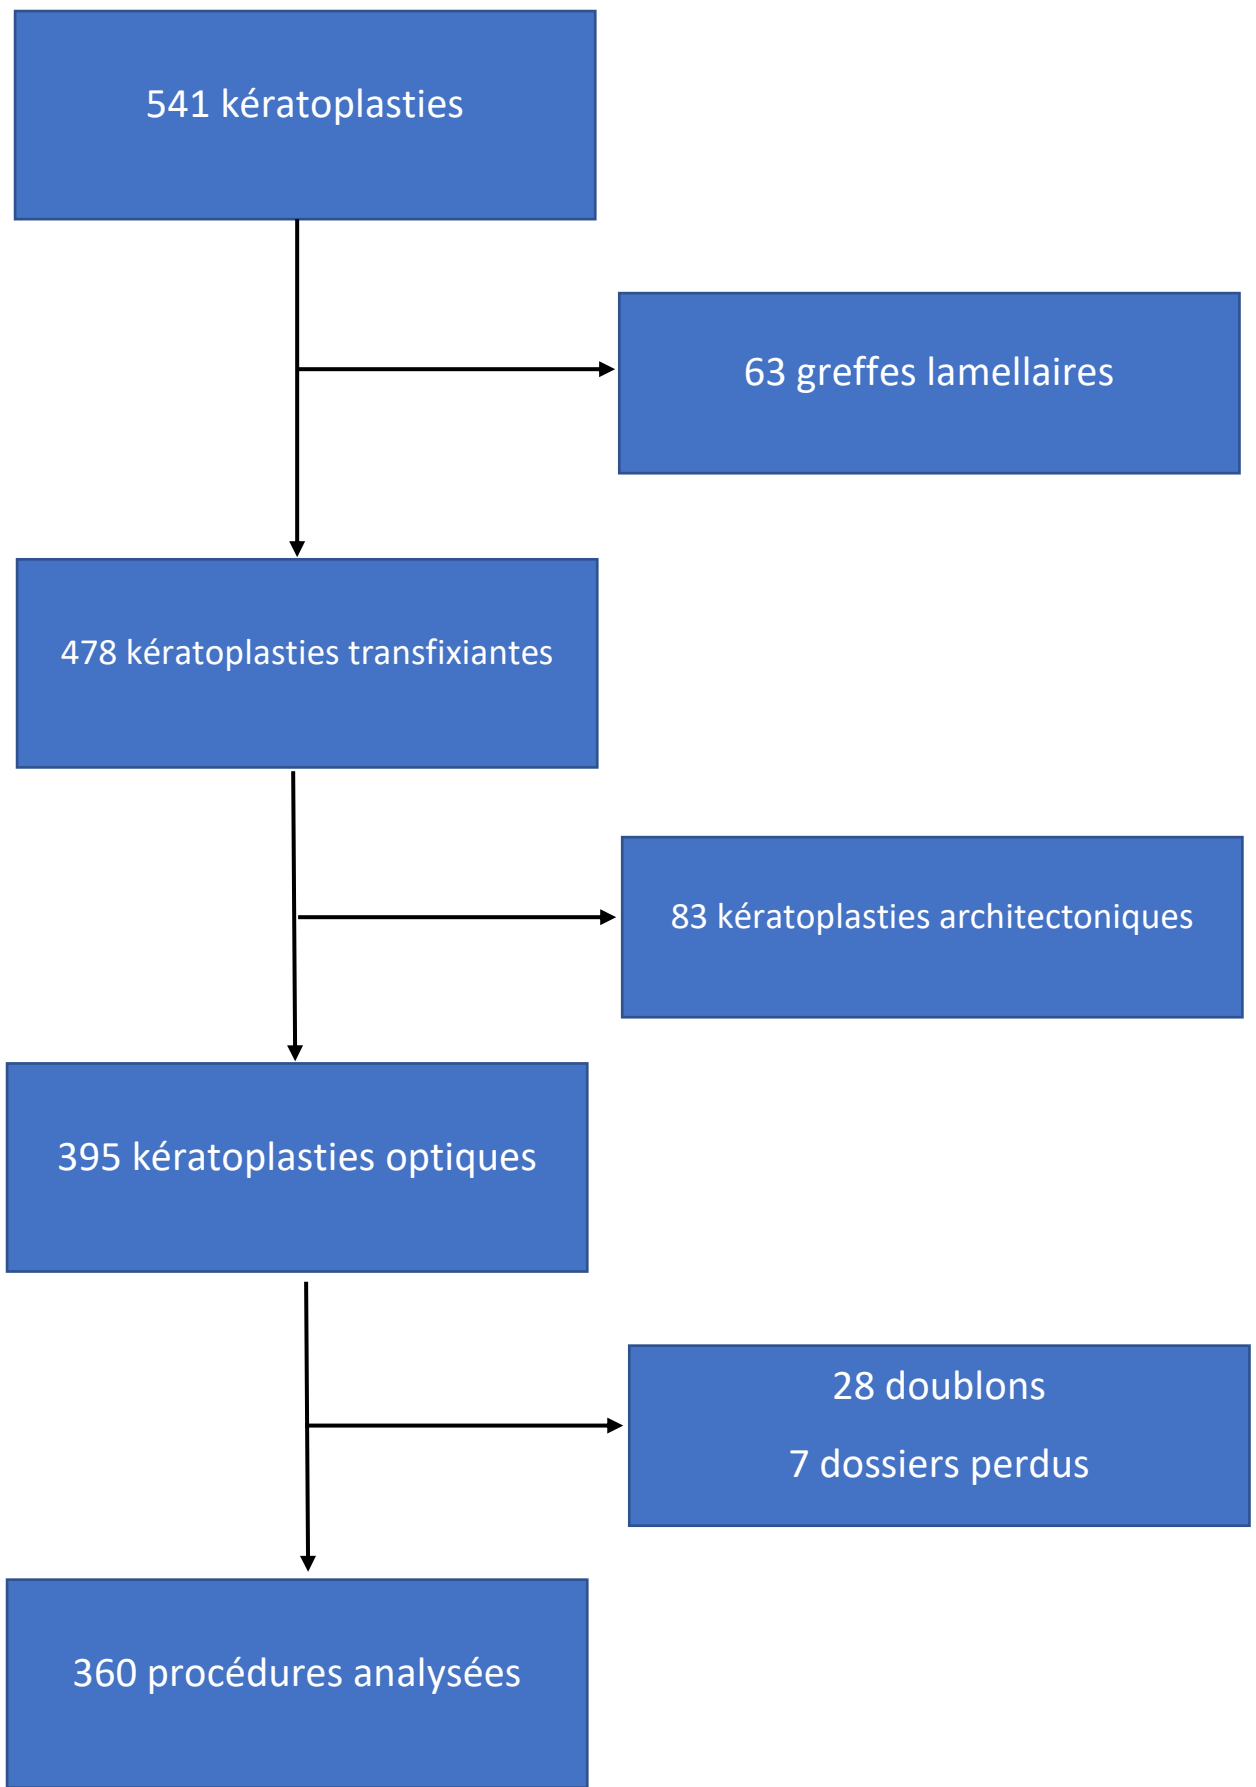 541 kératoplasties
63 greffes lamellaires
478 kératoplasties transfixiantes
83 kératoplasties architectoniques
395 kératoplasties optiques
28 doublons
7 dossiers perdus
360 procédures analysées